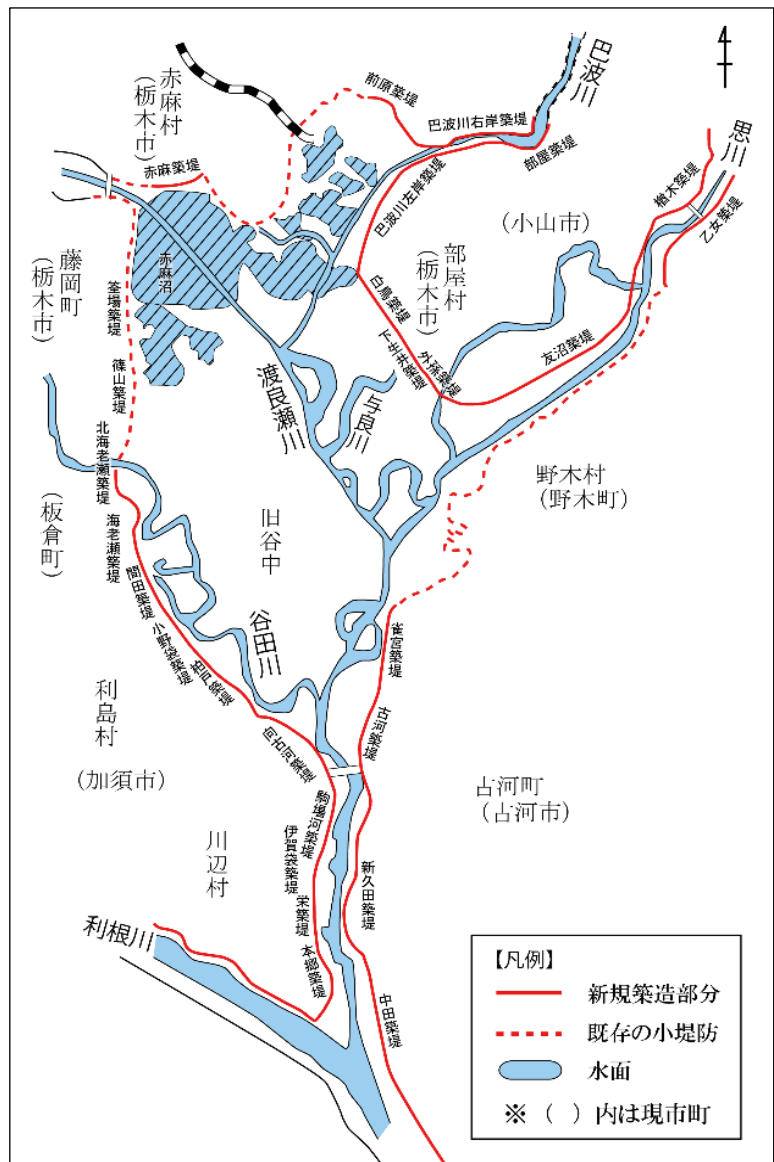 赤麻村
(栃木市)
前原築堤
巴波川
巴波川右岸築堤
部屋築堤
思川
楢木築堤
乙女築堤
赤麻築堤
巴波川左岸築堤
(小山市)
部屋村
(栃木市)
藤岡町
(栃木市)
赤麻沼
篠山築堤
白鳥築堤
下生井築堤
友沼築堤
渡良瀬川
与良川
北海老瀬築堤
野木村
(野木町)
(板倉町)
海老瀬築堤
旧谷中
間田築堤
小野袋築堤
柏戸築堤
谷田川
雀宮築堤
利島村
(加須市)
向古河築堤
古河築堤
古河町
(古河市)
駒場河築堤
伊賀袋築堤
川辺村
栄築堤
新久田築堤
利根川
本郷築堤
中田築堤
【凡例】
新規築造部分
既存の小堤防
水面
※( )内は現市町